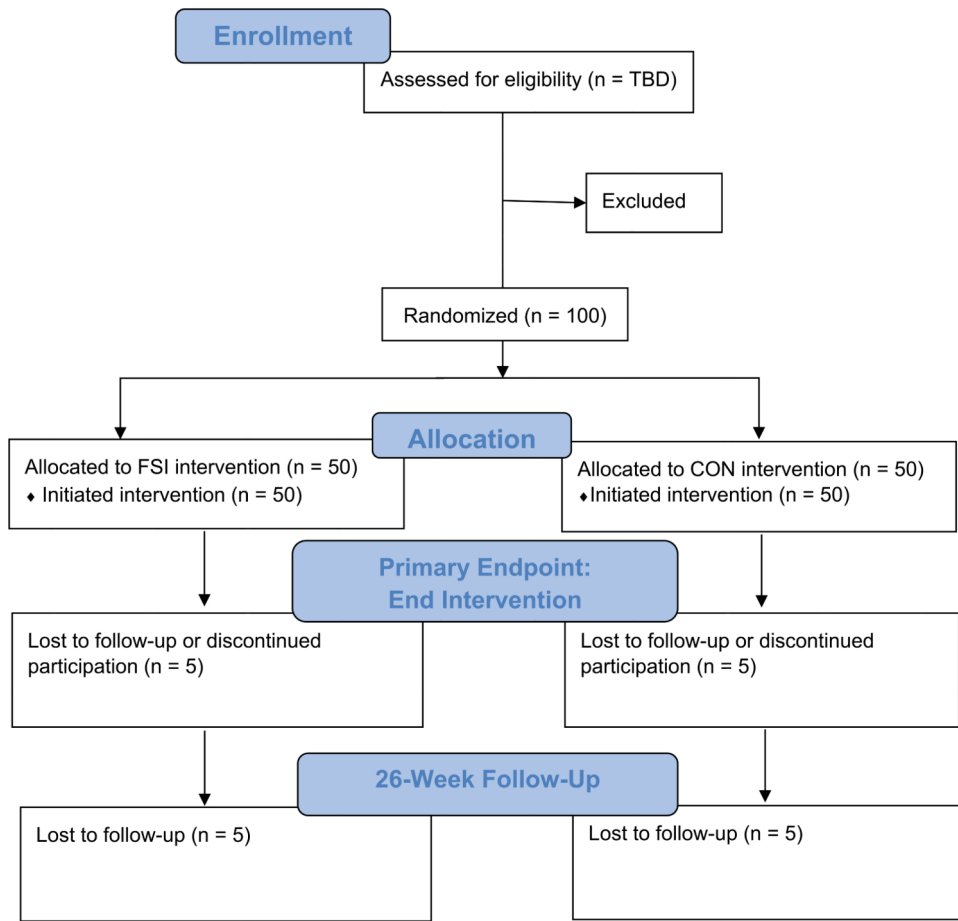 Enrollment
Assessed for eligibility (n = TBD)
Excluded
Randomized (n = 100)
Allocation
Allocated to FSI intervention (n = 50)
♦ Initiated intervention (n = 50)
Allocated to CON intervention (n = 50)
♦ Initiated intervention (n = 50)
Primary Endpoint:
End Intervention
Lost to follow-up or discontinued
participation (n = 5)
Lost to follow-up or discontinued
participation (n = 5)
26-Week Follow-Up
Lost to follow-up (n = 5)
Lost to follow-up (n = 5)